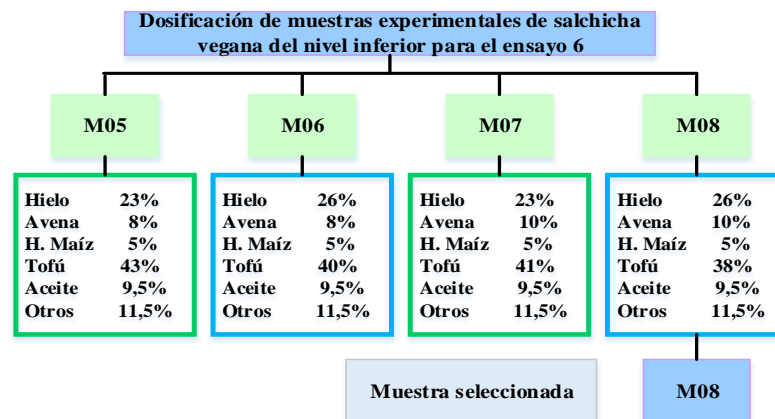 Dosificación de muestras experimentales de salchicha
vegana del nivel inferior para el ensayo 6
M05
M06
M07
M08
Hielo 23%
Avena 8%
H. Maíz 5%
Tofú 43%
Aceite 9,5%
Otros 11,5%
Hielo 26%
Avena 8%
H. Maíz 5%
Tofú 40%
Aceite 9,5%
Otros 11,5%
Hielo 23%
Avena 10%
H. Maíz 5%
Tofú 41%
Aceite 9,5%
Otros 11,5%
Hielo 26%
Avena 10%
H. Maíz 5%
Tofú 38%
Aceite 9,5%
Otros 11,5%
Muestra seleccionada
M08